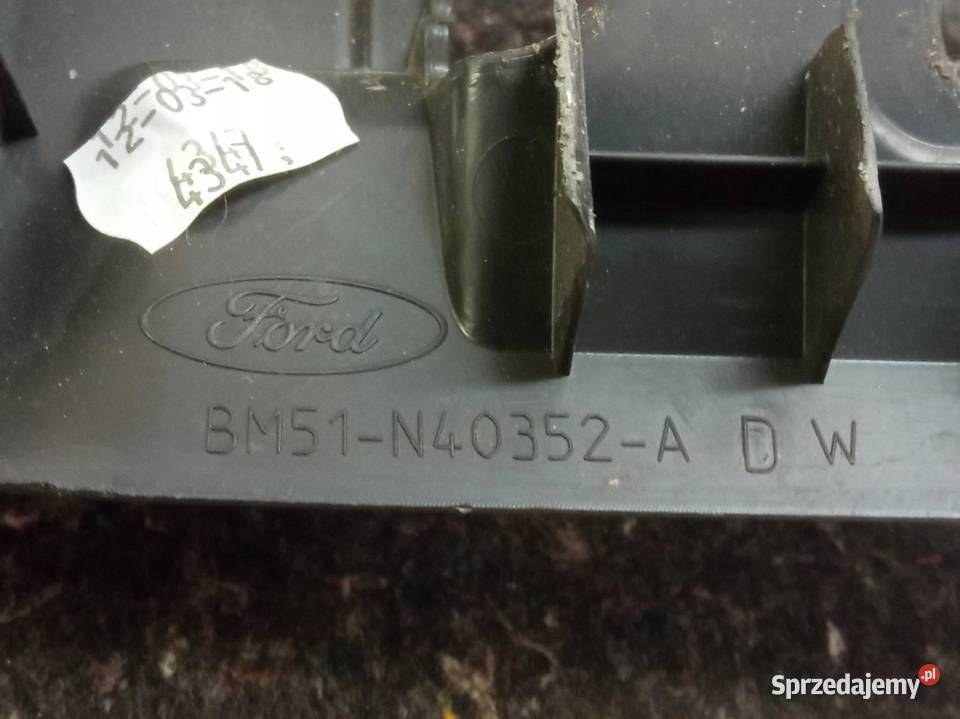 12-03-18
4347
Ford
BM51-N40352-A D W
Sprzedajemy.pl